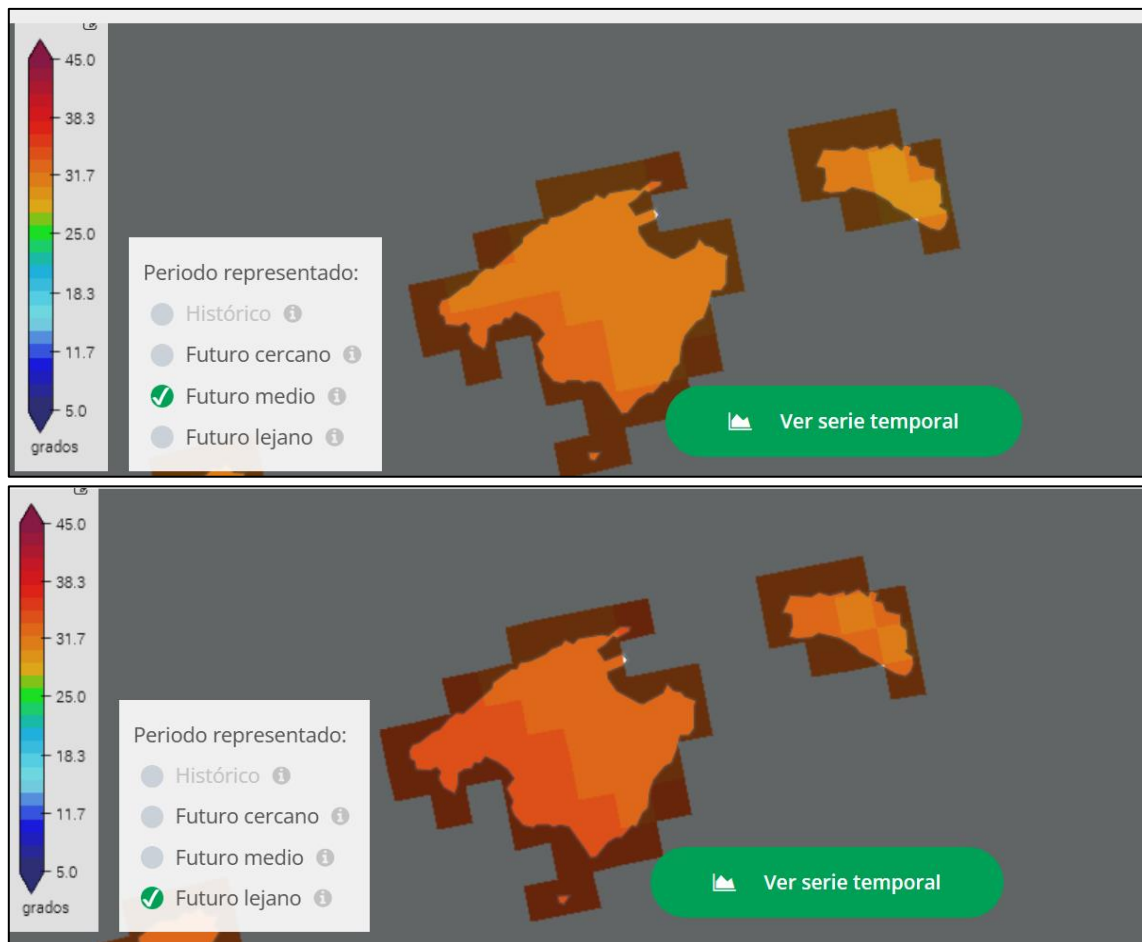 45.0
38.3
31.7
25.0
18.3
11.7
5.0
grados
Periodo representado:
Histórico
Futuro cercano
Futuro medio
Futuro lejano
Ver serie temporal
45.0
38.3
31.7
25.0
18.3
11.7
5.0
grados
Periodo representado:
Histórico
Futuro cercano
Futuro medio
Futuro lejano
Ver serie temporal